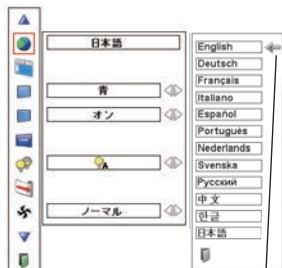 日本語
青
オン
A
ノーマル
English
Deutsch
Français
Italiano
Español
Português
Nederlands
Svenska
Русский
中文
한글
日本語